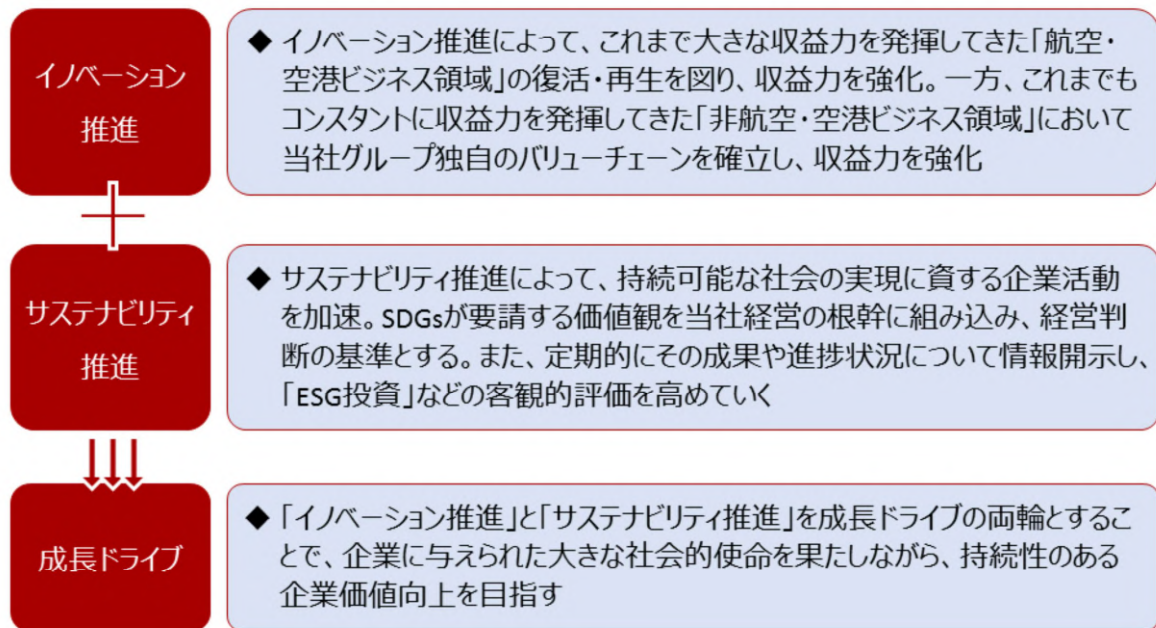 イノベーション
推進
◆ イノベーション推進によって、これまで大きな収益力を発揮してきた「航空・
空港ビジネス領域」の復活・再生を図り、収益力を強化。一方、これまでも
コンスタントに収益力を発揮してきた「非航空・空港ビジネス領域」において
当社グループ独自のバリューチェーンを確立し、収益力を強化
サステナビリティ
推進
◆ サステナビリティ推進によって、持続可能な社会の実現に資する企業活動
を加速。SDGsが要請する価値観を当社経営の根幹に組み込み、経営判
断の基準とする。また、定期的にその成果や進捗状況について情報開示し、
「ESG投資」などの客観的評価を高めていく
成長ドライブ
◆ 「イノベーション推進」と「サステナビリティ推進」を成長ドライブの両輪とするこ
とで、企業に与えられた大きな社会的使命を果たしながら、持続性のある
企業価値向上を目指す